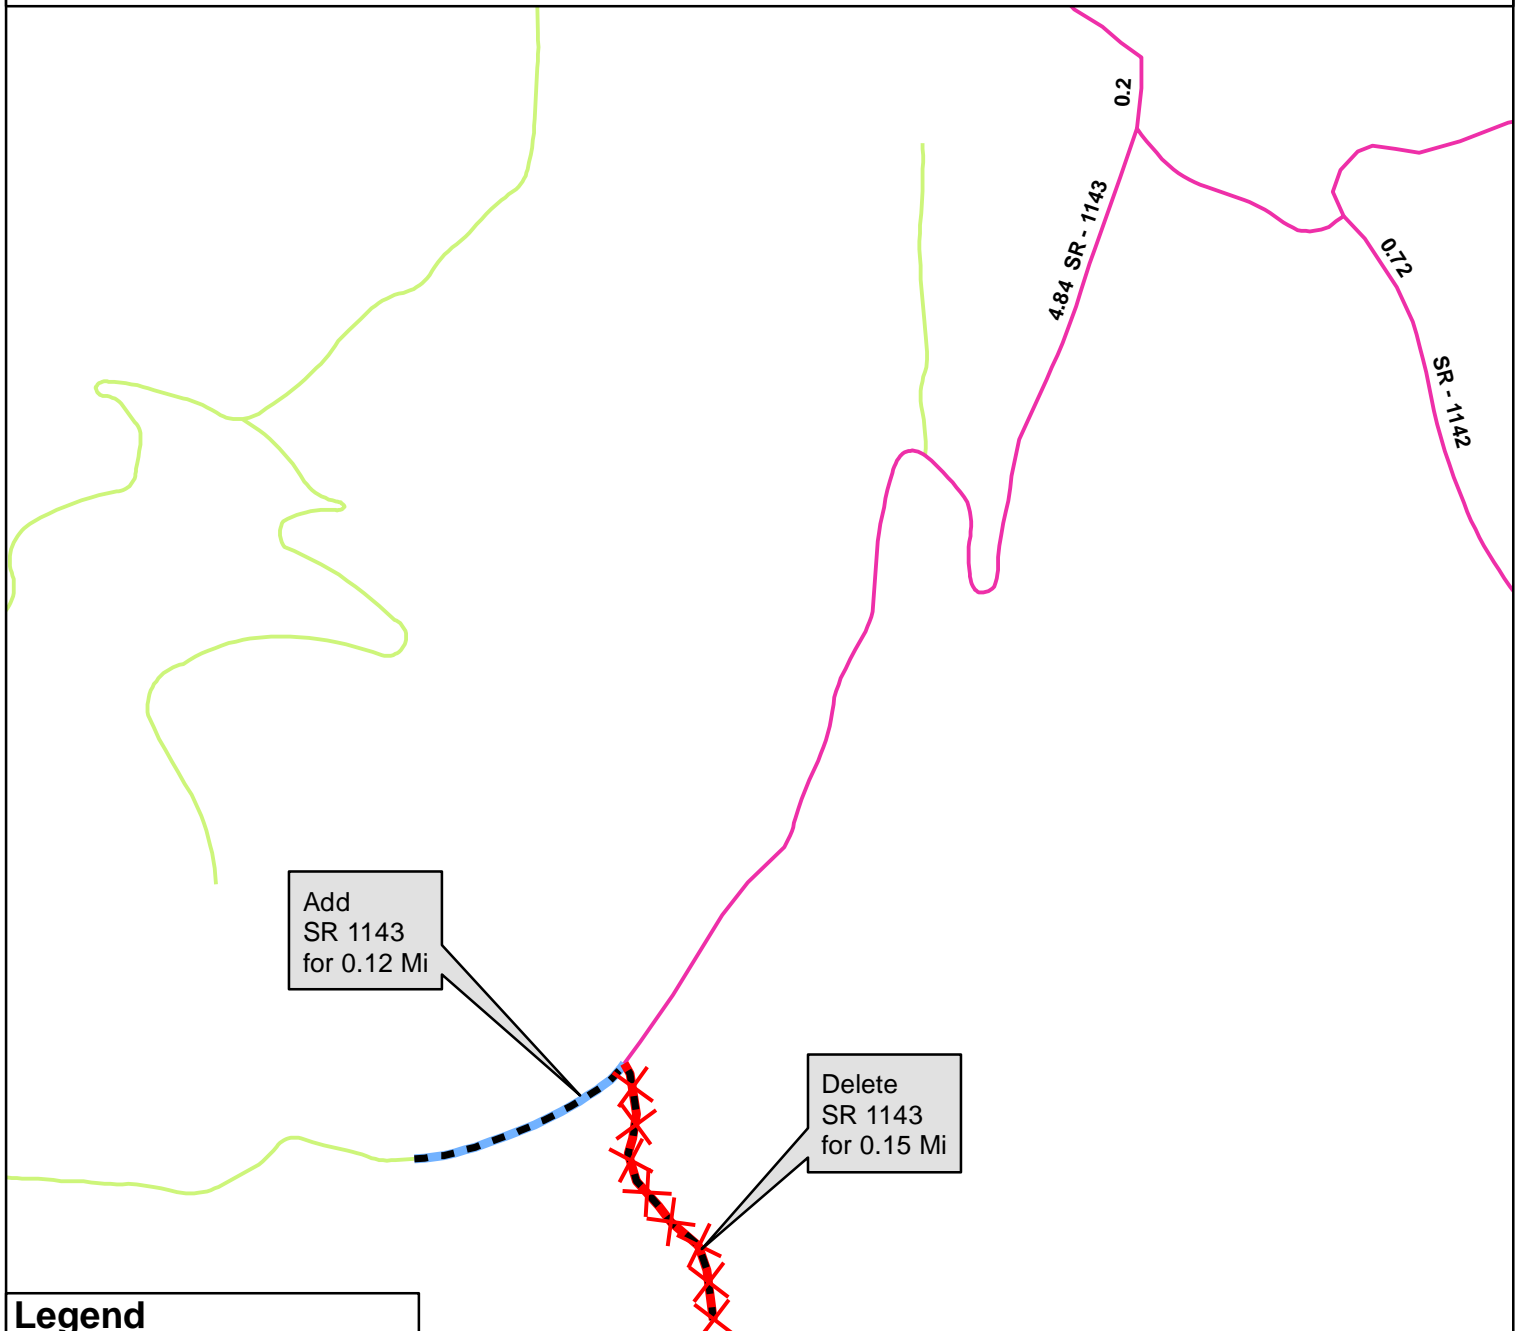 0.2
4.84 SR - 1143
0.72
SR - 1142
Add
SR 1143
for 0.12 Mi
Delete
SR 1143
for 0.15 Mi
Legend